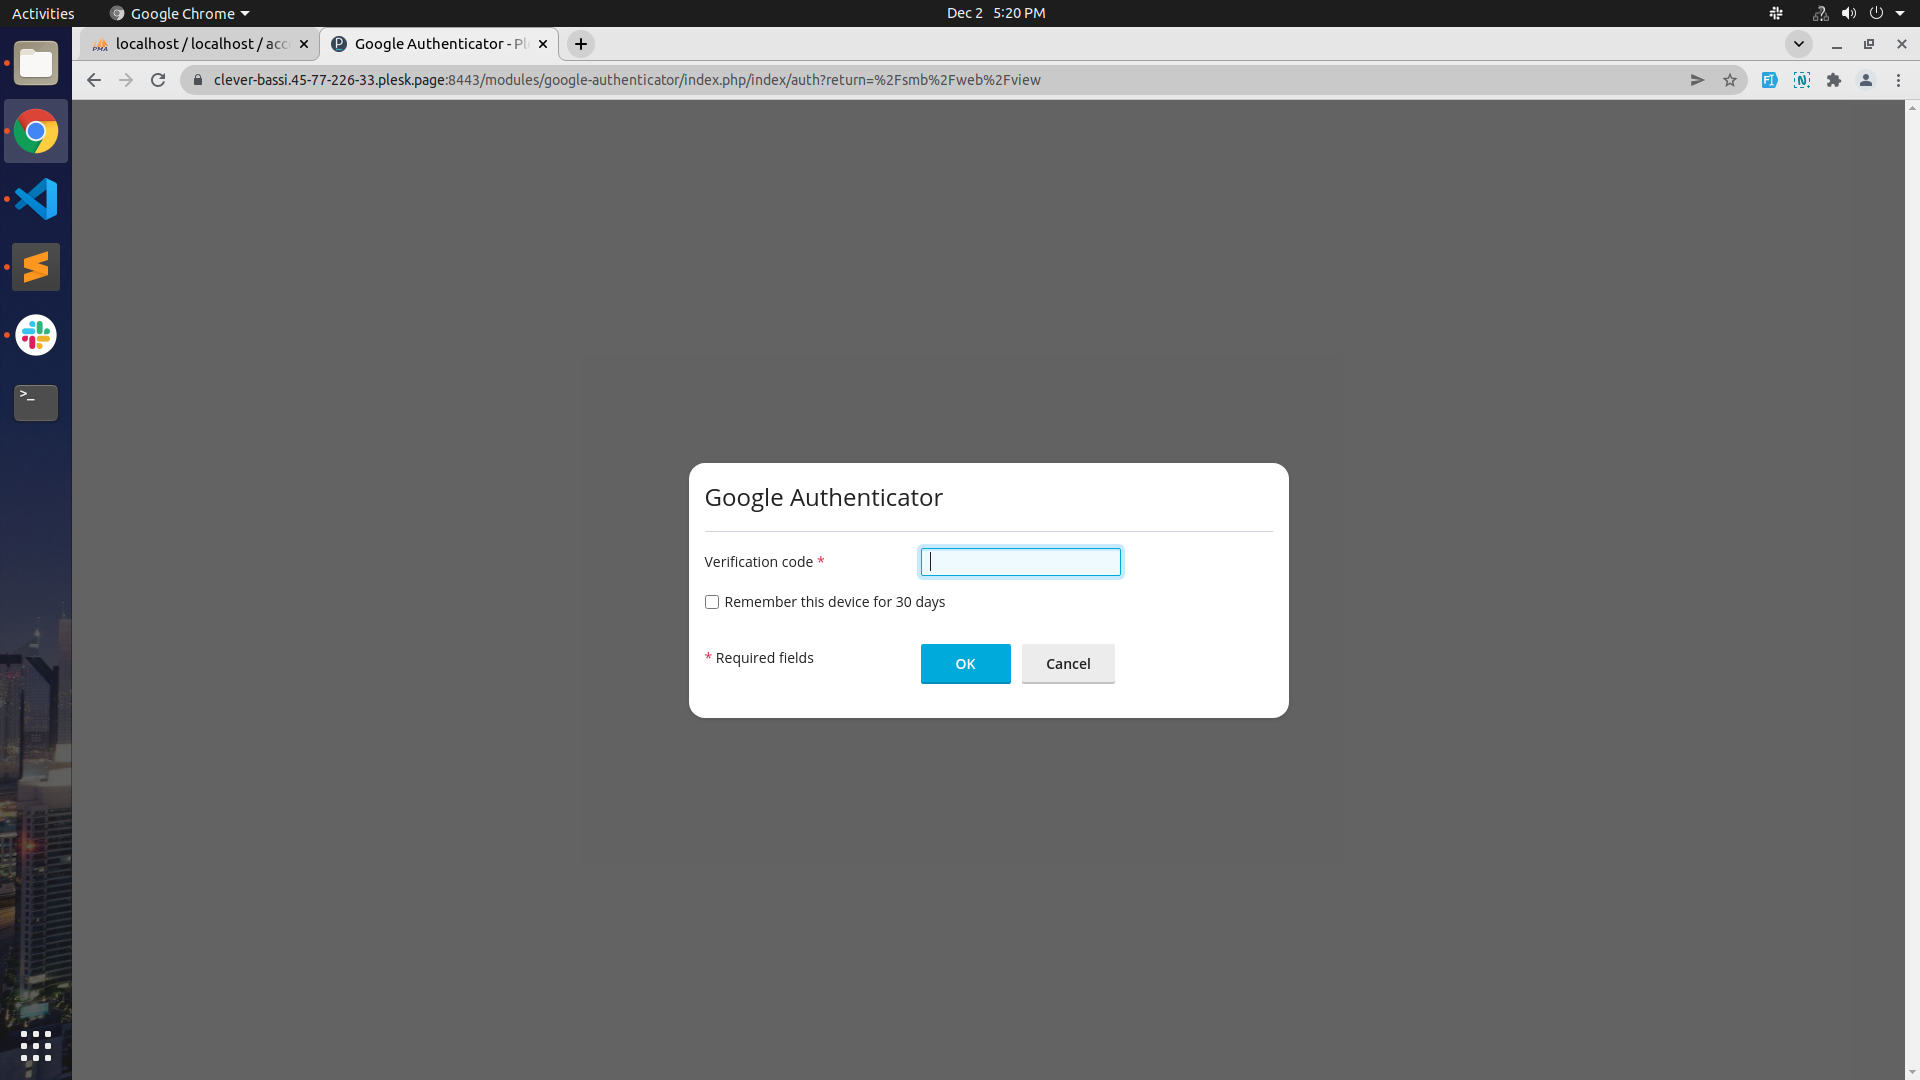 Activities
Google Chrome
Dec 2 5:20 PM
localhost / localhost / acc
Google Authenticator - Pl
clever-bassi.45-77-226-33.plesk.page:8443/modules/google-authenticator/index.php/index/auth?return=%2Fsmb%2Fweb%2Fview
Google Authenticator
Verification code *
Remember this device for 30 days
* Required fields
OK
Cancel